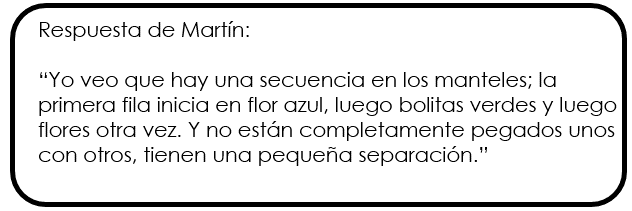 Respuesta de Martín:
“Yo veo que hay una secuencia en los manteles; la
primera fila inicia en flor azul, luego bolitas verdes y luego
flores otra vez. Y no están completamente pegados unos
con otros, tienen una pequeña separación.”